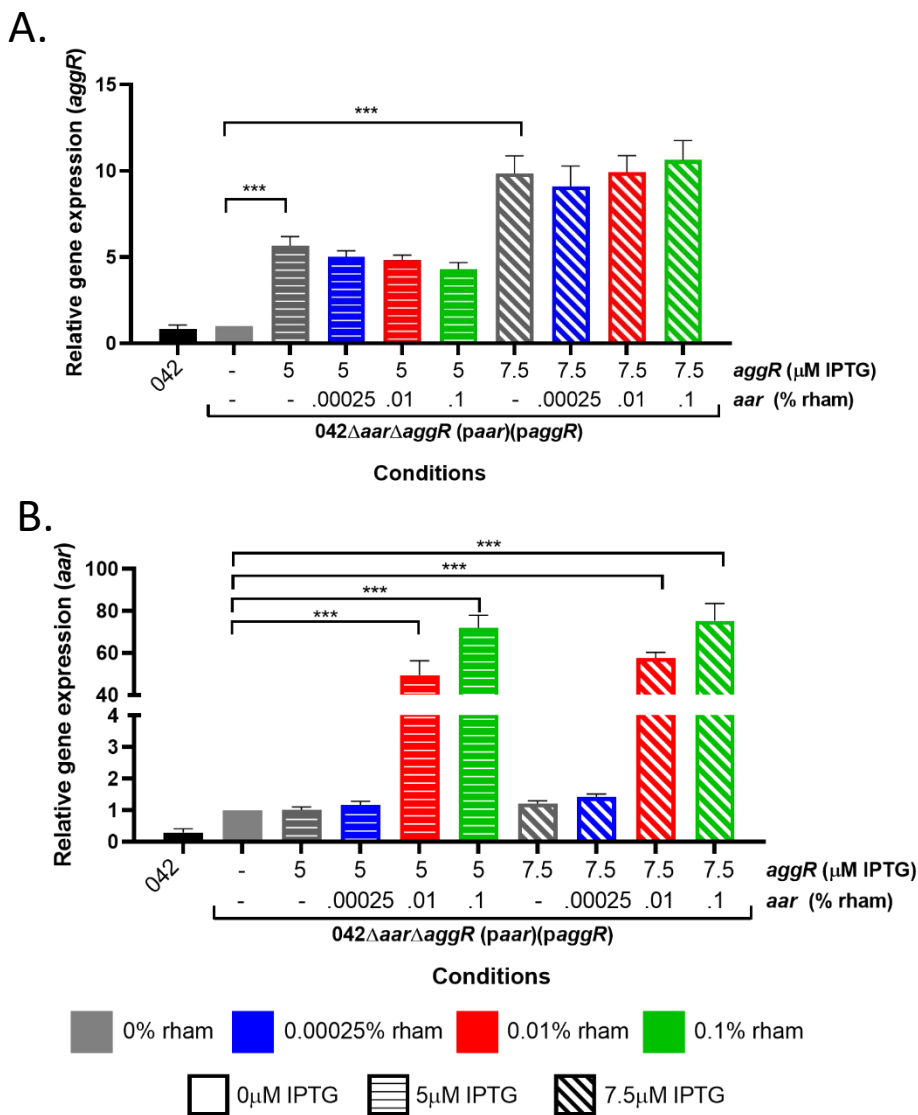 A.
Relative gene expression (aggR)
15
10
5
0
***
***
042
- 5 5 5 5 7.5 7.5 7.5 7.5 aggR (μM IPTG)
- - .00025 .01 .1 - .00025 .01 .1 aar (% rham)
042ΔaarΔaggR (paar)(paggR)
Conditions
B.
Relative gene expression (aar)
100
80
60
40
4
3
2
1
0
***
***
***
***
042
- 5 5 5 5 7.5 7.5 7.5 7.5 aggR (μM IPTG)
- - .00025 .01 .1 - .00025 .01 .1 aar (% rham)
042ΔaarΔaggR (paar)(paggR)
Conditions
0% rham 0.00025% rham 0.01% rham 0.1% rham
0μM IPTG 5μM IPTG 7.5μM IPTG